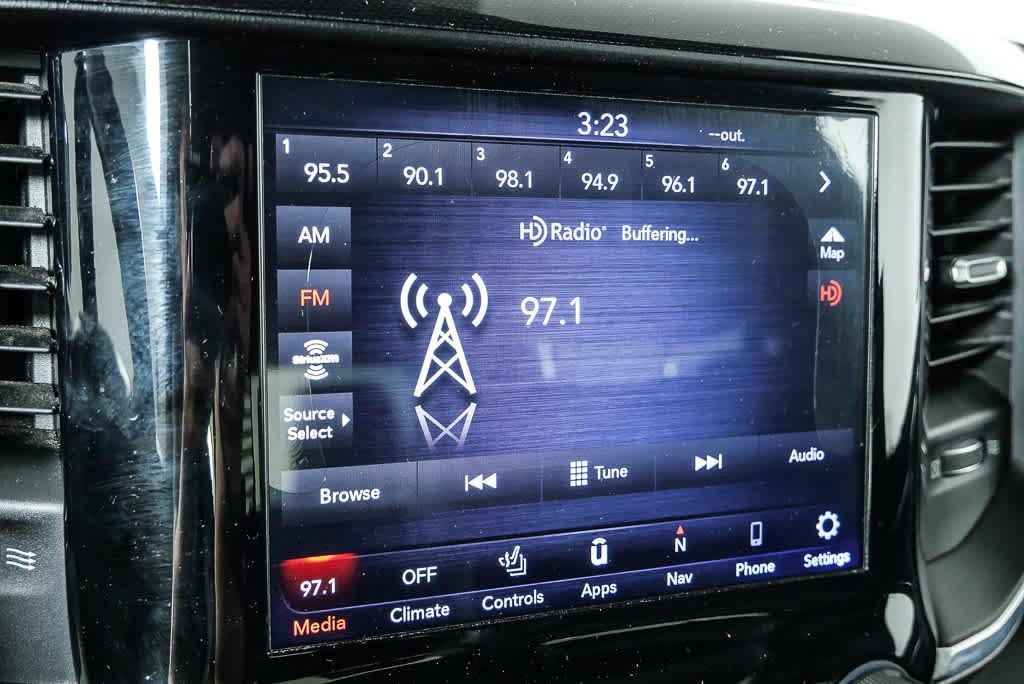 3:23
--out.
1 95.5
2 90.1
3 98.1
4 94.9
5 96.1
6 97.1
AM
HD Radio Buffering...
Map
FM
97.1
HD
SiriusXM
Source
Select
Browse
Tune
Audio
97.1
Media
OFF
Climate
Controls
Apps
N
Nav
Phone
Settings